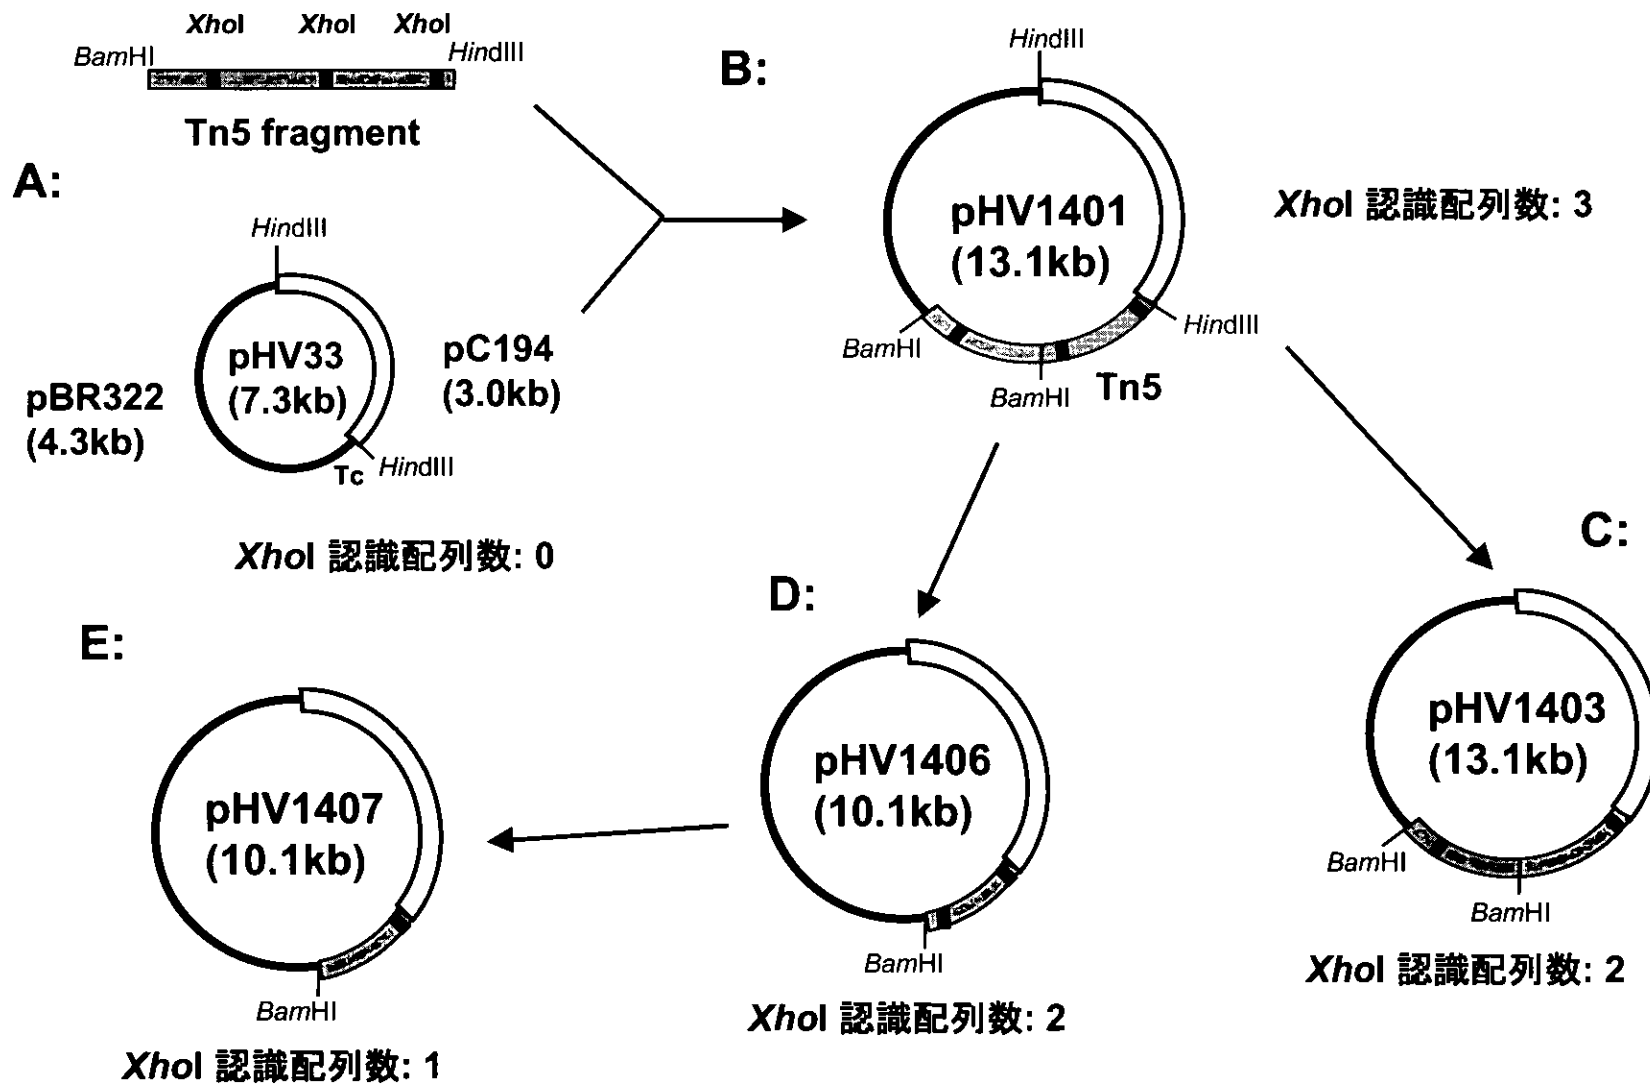 XhoI XhoI XhoI
BamHI HindIII
Tn5 fragment
A:
HindIII
pHV33
(7.3kb)
pBR322
(4.3kb)
pC194
(3.0kb)
Tc HindIII
XhoI 認識配列数: 0
B:
HindIII
pHV1401
(13.1kb)
XhoI 認識配列数: 3
BamHI
HindIII
BamHI
Tn5
C:
pHV1403
(13.1kb)
BamHI
BamHI
XhoI 認識配列数: 2
D:
pHV1406
(10.1kb)
BamHI
XhoI 認識配列数: 2
E:
pHV1407
(10.1kb)
BamHI
XhoI 認識配列数: 1